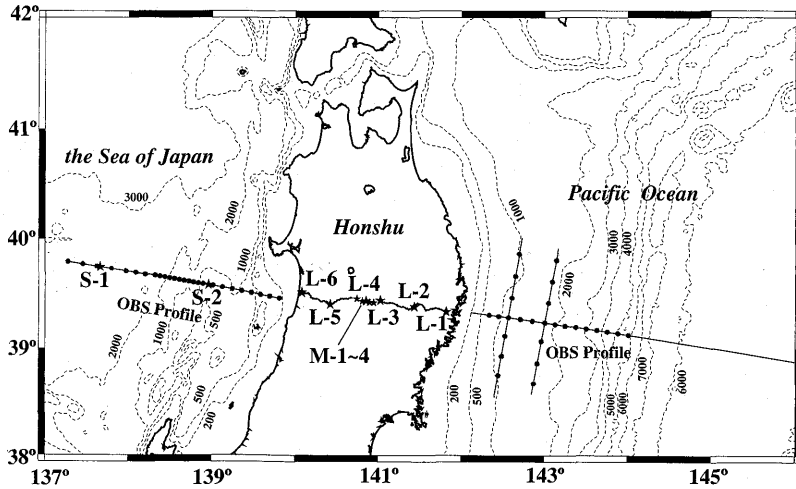 42°
41°
the Sea of Japan
3000
2000
1000
Honshu
Pacific Ocean
1000
3000
4000
2000
40°
S-1
S-2
OBS Profile
L-6
L-4
L-2
L-5
L-3
L-1
M-1~4
OBS Profile
500
1000
2000
500
200
200
500
7000
6000
5000
6000
39°
38°
137°
139°
141°
143°
145°